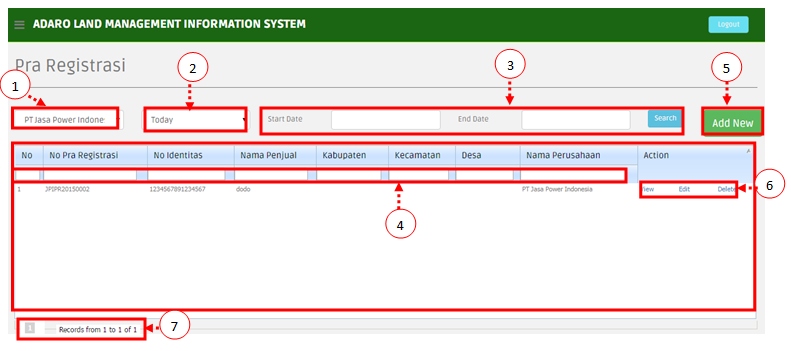 ADARO LAND MANAGEMENT INFORMATION SYSTEM Logout
Pra Registrasi
1 2 3 5
PT Jasa Power Indone Today Start Date End Date Search Add New
No No Pra Registrasi No Identitas Nama Penjual Kabupaten Kecamatan Desa Nama Perusahaan Action
1 JPIPR20150002 1234567891234567 dodo PT Jasa Power Indonesia View Edit Delete
6
4
1 Records from 1 to 1 of 1
7